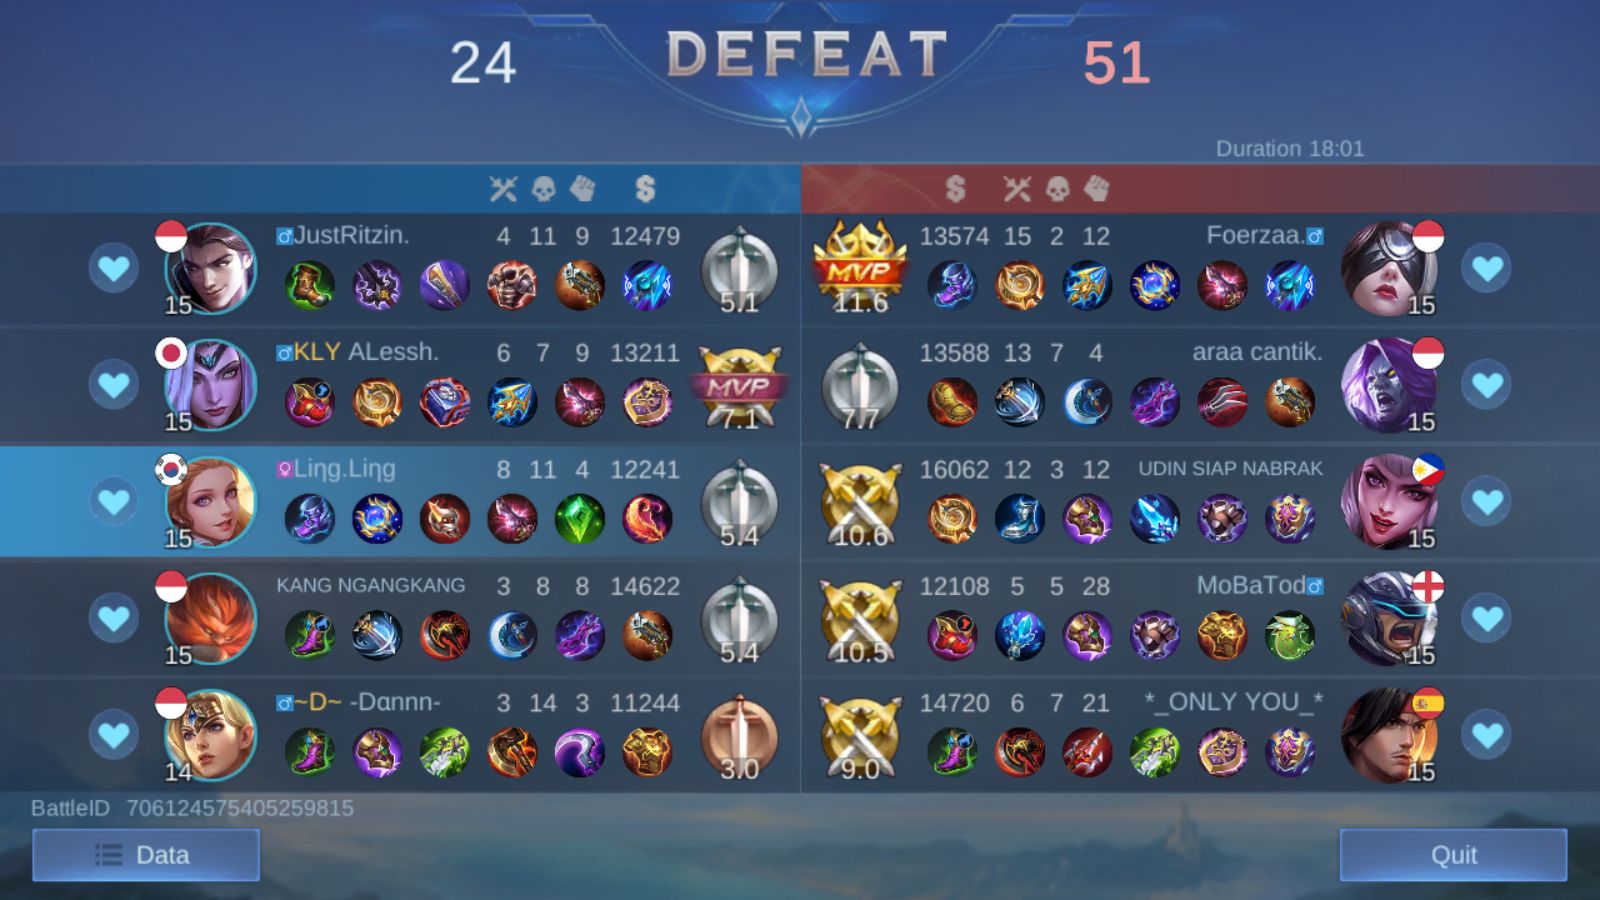 24 DEFEAT 51
Duration 18:01
JustRitzin. 4 11 9 12479
15 5.1
MVP 13574 15 2 12 Foerzaa.
11.6 15
KLY ALessh. 6 7 9 13211
15 MVP 7.1
13588 13 7 4 araa cantik.
7.7 15
Liηg.Liηg 8 11 4 12241
15 5.4
16062 12 3 12 UDIN SIAP NABRAK
10.6 15
KANG NGANGKANG 3 8 8 14622
15 5.4
12108 5 5 28 MoBaTod
10.5 15
~D~ -Dαnnn- 3 14 3 11244
14 3.0
14720 6 7 21 *_ONLY YOU_*
9.0 15
BattleID 706124575405259815
Data Quit